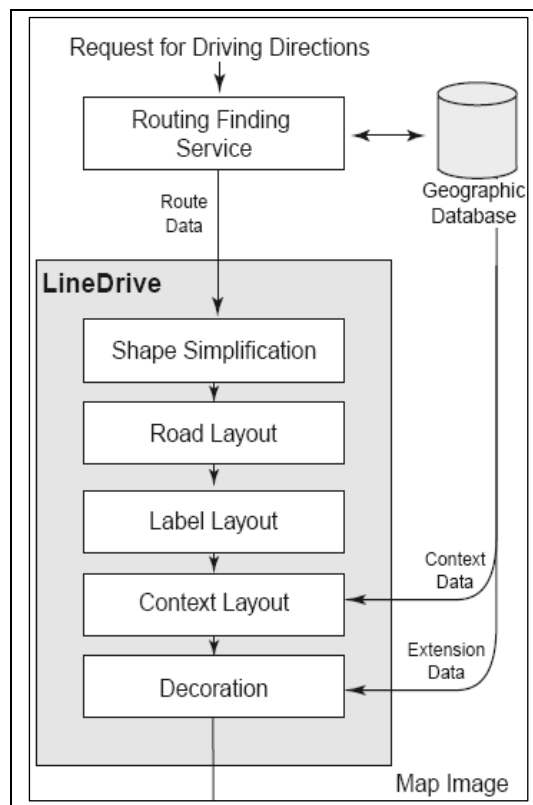 Request for Driving Directions
Routing Finding
Service
Geographic
Database
Route
Data
LineDrive
Shape Simplification
Road Layout
Label Layout
Context
Data
Context Layout
Extension
Data
Decoration
Map Image